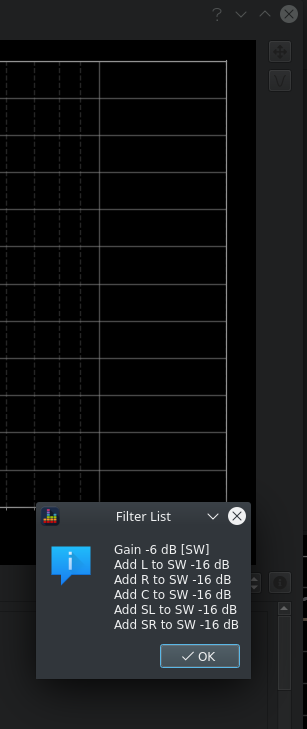 Filter List
Gain -6 dB [SW]
Add L to SW -16 dB
Add R to SW -16 dB
Add C to SW -16 dB
Add SL to SW -16 dB
Add SR to SW -16 dB
OK